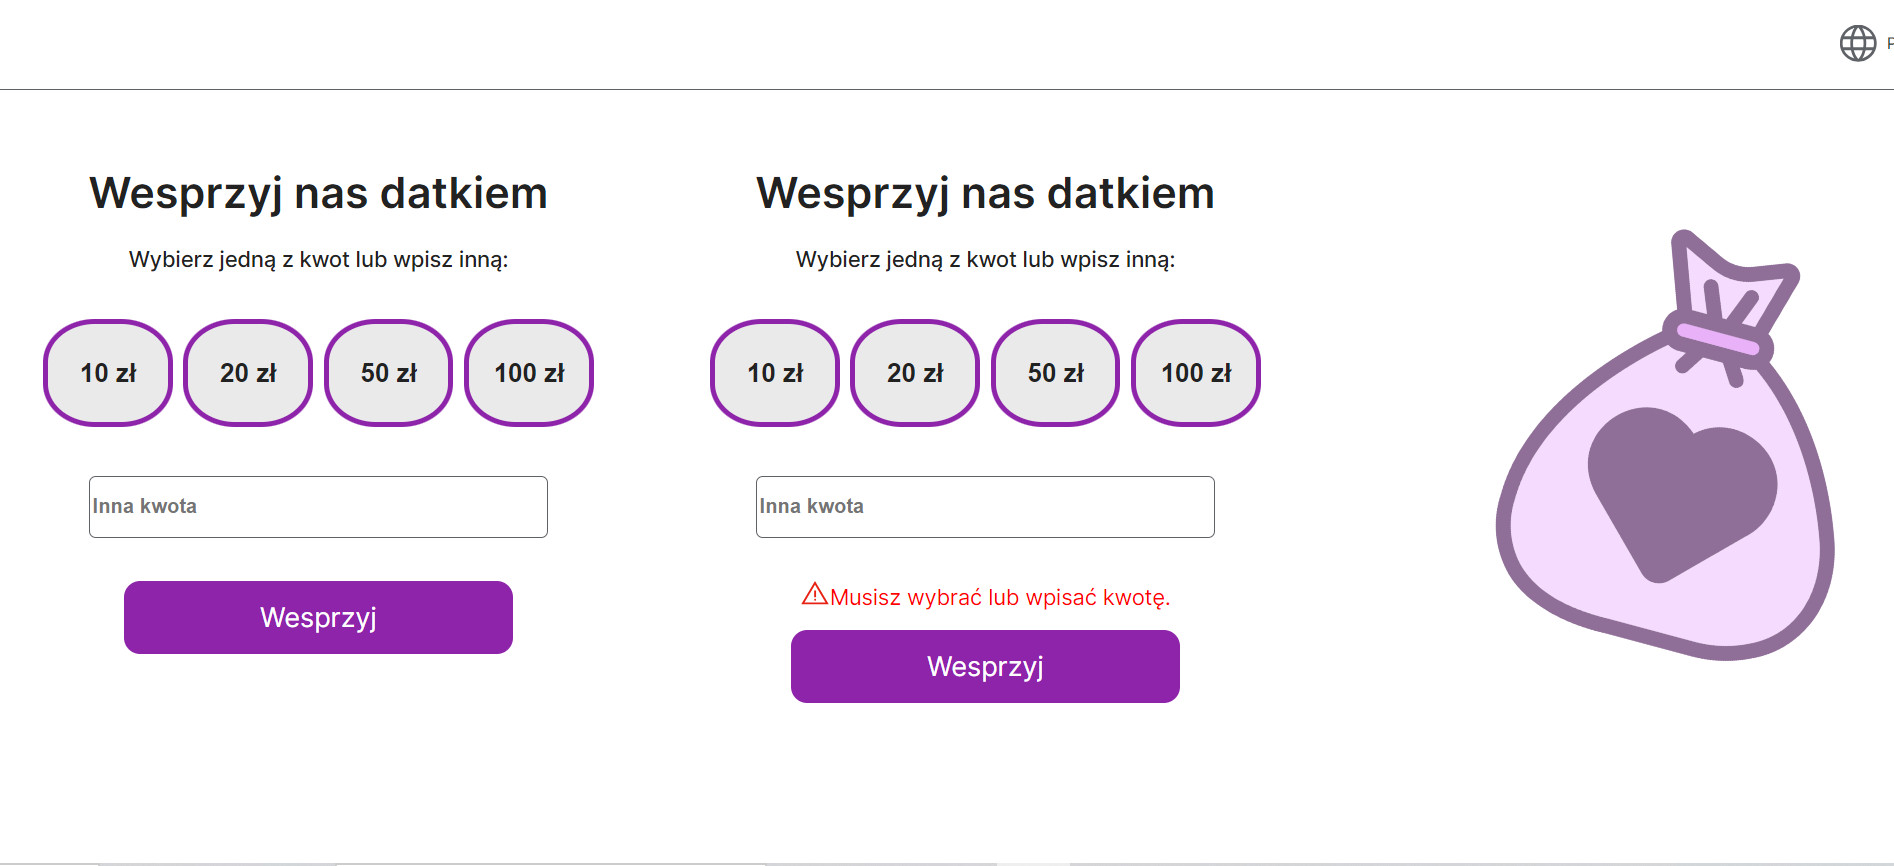 P
Wesprzyj nas datkiem
Wybierz jedną z kwot lub wpisz inną:
10 zł 20 zł 50 zł 100 zł
Inna kwota
Wesprzyj
Wesprzyj nas datkiem
Wybierz jedną z kwot lub wpisz inną:
10 zł 20 zł 50 zł 100 zł
Inna kwota
Musisz wybrać lub wpisać kwotę.
Wesprzyj